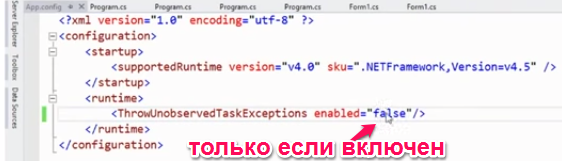 App.config
Program.cs
Program.cs
Program.cs
Program.cs
Form1.cs
Form1.cs
Server Explorer
Toolbox
Data Sources
<?xml version="1.0" encoding="utf-8" ?>
<configuration>
<startup>
<supportedRuntime version="v4.0" sku=".NETFramework,Version=v4.5" />
</startup>
<runtime>
<ThrowUnobservedTaskExceptions enabled="false"/>
</runtime>
</configuration>
только если включен